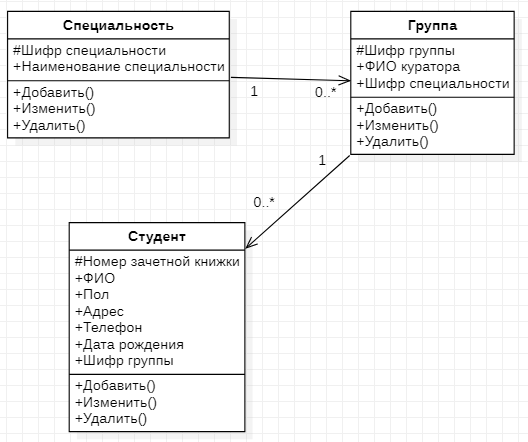 Специальность
#Шифр специальности
+Наименование специальности
+Добавить()
+Изменить()
+Удалить()
1
0..*
Группа
#Шифр группы
+ФИО куратора
+Шифр специальности
+Добавить()
+Изменить()
+Удалить()
1
0..*
Студент
#Номер зачетной книжки
+ФИО
+Пол
+Адрес
+Телефон
+Дата рождения
+Шифр группы
+Добавить()
+Изменить()
+Удалить()